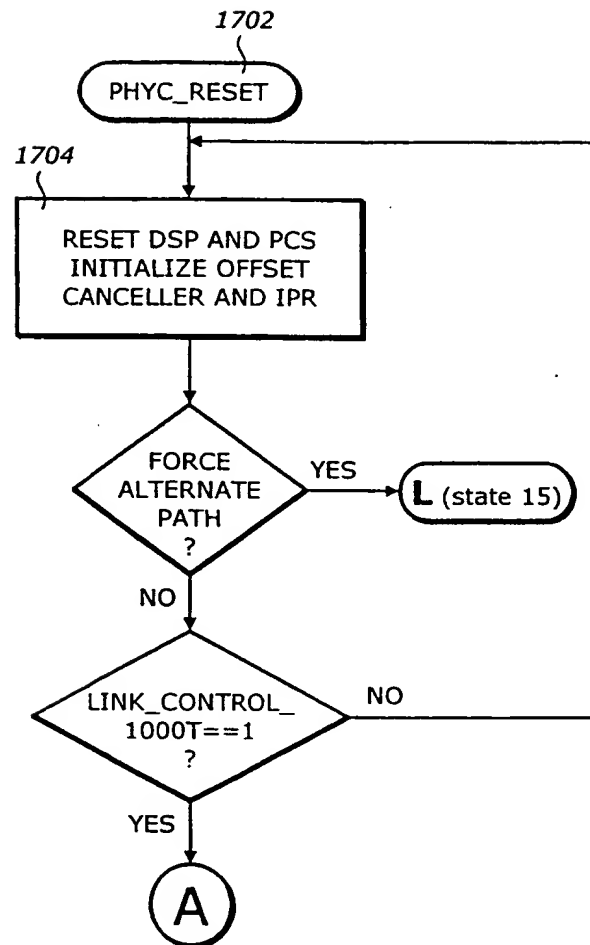 1702
PHYC_RESET
1704
RESET DSP AND PCS
INITIALIZE OFFSET
CANCELLER AND IPR
FORCE
ALTERNATE
PATH
?
YES
L (state 15)
NO
LINK_CONTROL_
1000T==1
?
NO
YES
A